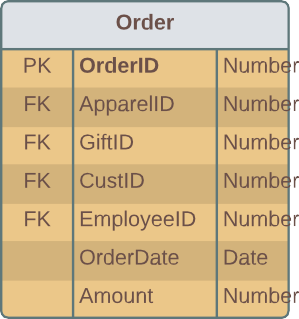 Order
PK OrderID Number
FK ApparelID Number
FK GiftID Number
FK CustID Number
FK EmployeeID Number
OrderDate Date
Amount Number